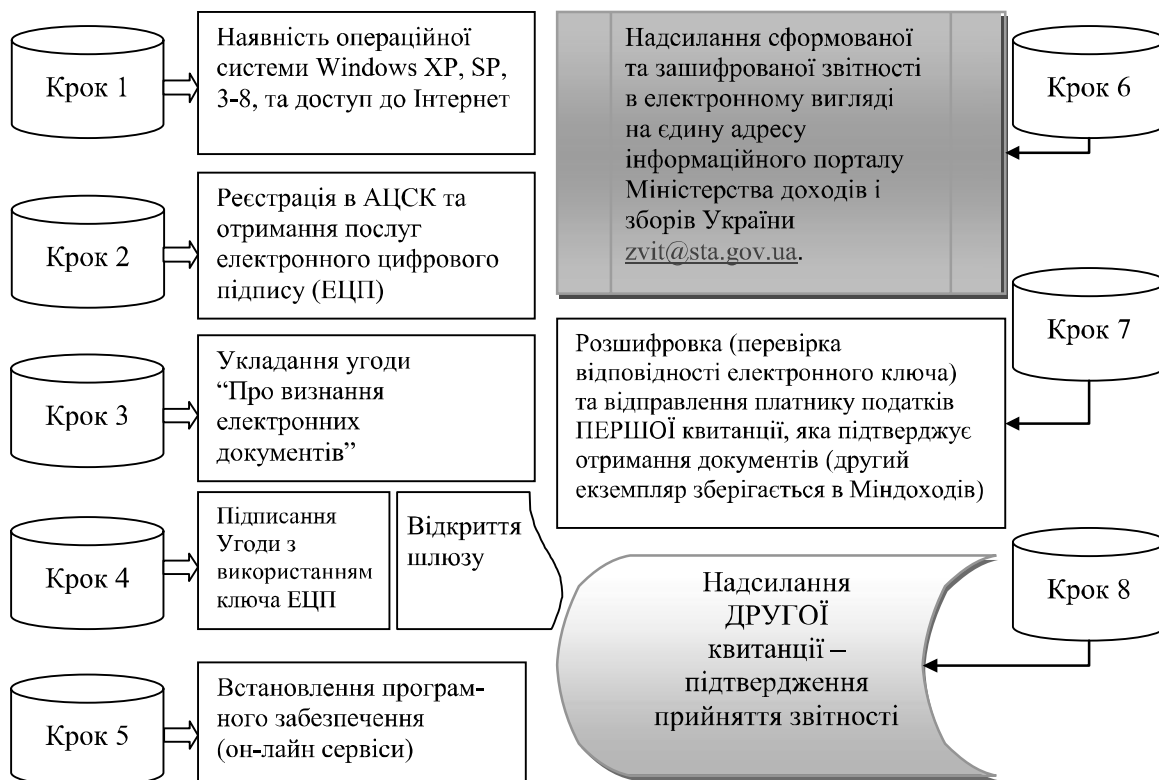 Крок 1
Наявність операційної
системи Windows XP, SP,
3-8, та доступ до Інтернет
Крок 2
Реєстрація в АЦСК та
отримання послуг
електронного цифрового
підпису (ЕЦП)
Крок 3
Укладання угоди
“Про визнання
електронних
документів”
Крок 4
Підписання
Угоди з
використанням
ключа ЕЦП
Відкриття
шлюзу
Крок 5
Встановлення програм-
ного забезпечення
(он-лайн сервіси)
Крок 6
Надсилання сформованої
та зашифрованої звітності
в електронному вигляді
на єдину адресу
інформаційного порталу
Міністерства доходів і
зборів України
zvit@sta.gov.ua.
Крок 7
Розшифровка (перевірка
відповідності електронного ключа)
та відправлення платнику податків
ПЕРШОЇ квитанції, яка підтверджує
отримання документів (другий
екземпляр зберігається в Міндоходів)
Крок 8
Надсилання
ДРУГОЇ
квитанції –
підтвердження
прийняття звітності